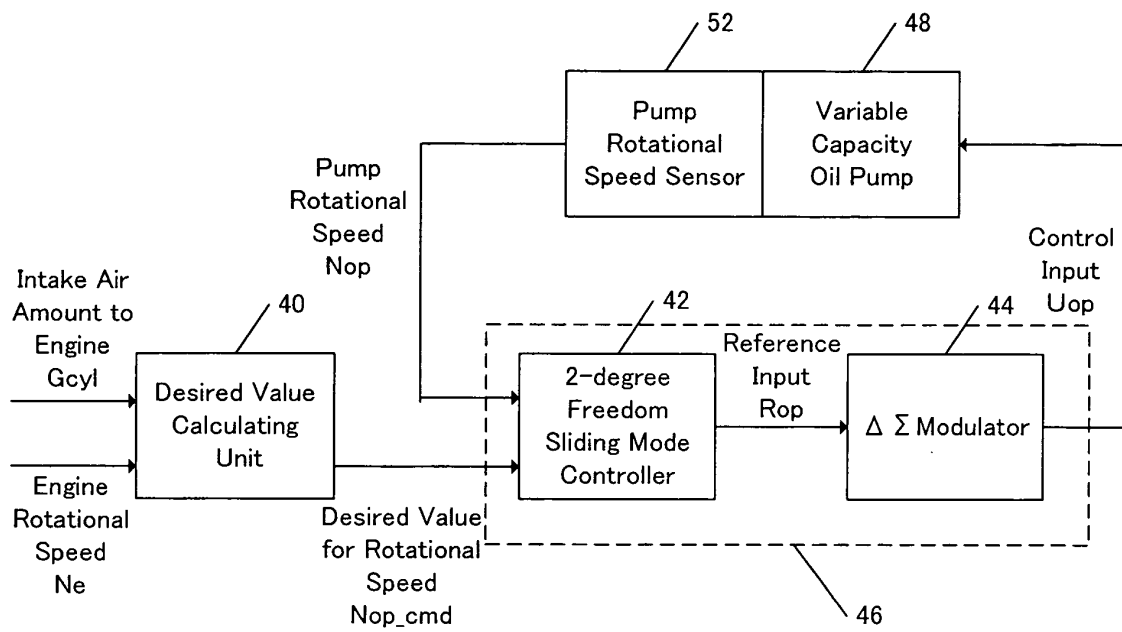 52
48
Pump
Rotational
Speed Sensor
Variable
Capacity
Oil Pump
Pump
Rotational
Speed
Nop
Control
Input
Uop
Intake Air
Amount to
Engine
Gcyl
40
42
44
Desired Value
Calculating
Unit
2-degree
Freedom
Sliding Mode
Controller
Reference
Input
Rop
Δ Σ Modulator
Engine
Rotational
Speed
Ne
Desired Value
for Rotational
Speed
Nop_cmd
46